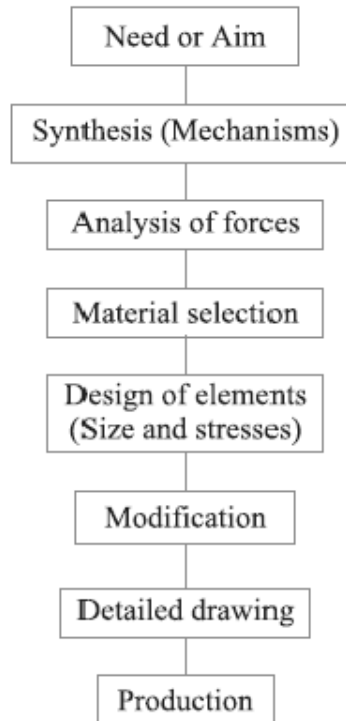 Need or Aim
Synthesis (Mechanisms)
Analysis of forces
Material selection
Design of elements
(Size and stresses)
Modification
Detailed drawing
Production